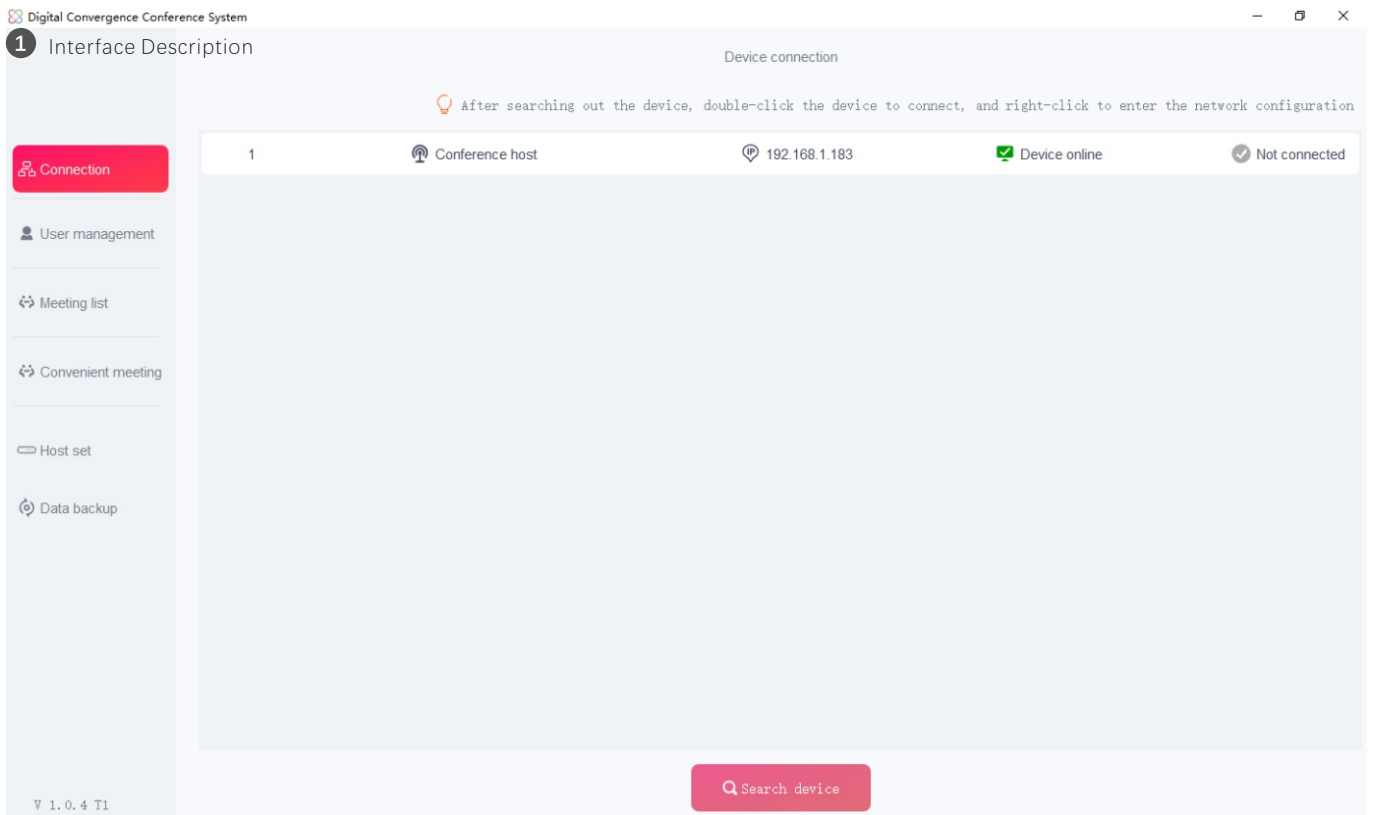 Digital Convergence Conference System
1 Interface Description
Device connection
After searching out the device, double-click the device to connect, and right-click to enter the network configuration
1 Conference host IP 192.168.1.183 Device online Not connected
Connection
User management
Meeting list
Convenient meeting
Host set
Data backup
Search device
V 1.0.4 T1